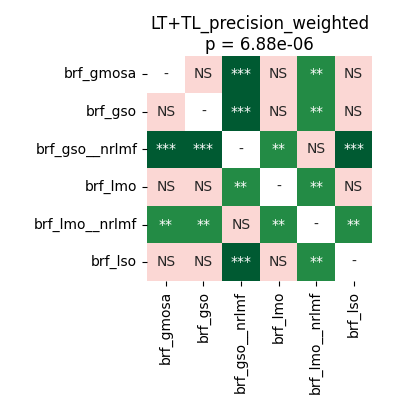 LT+TL_precision_weighted
p = 6.88e-06
brf_gmosa - NS *** NS ** NS
brf_gso NS - *** NS ** NS
brf_gso__nrlmf *** *** - ** NS ***
brf_lmo NS NS ** - ** NS
brf_lmo__nrlmf ** ** NS ** - **
brf_lso NS NS *** NS ** -
brf_gmosa
brf_gso
brf_gso__nrlmf
brf_lmo
brf_lmo__nrlmf
brf_lso